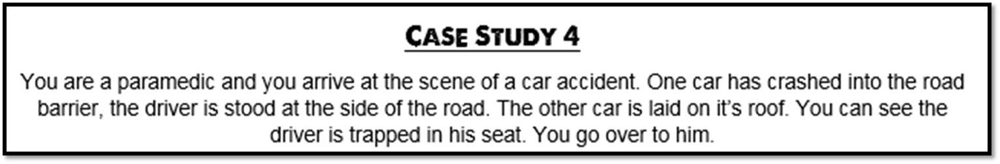 CASE STUDY 4
You are a paramedic and you arrive at the scene of a car accident. One car has crashed into the road
barrier, the driver is stood at the side of the road. The other car is laid on it’s roof. You can see the
driver is trapped in his seat. You go over to him.